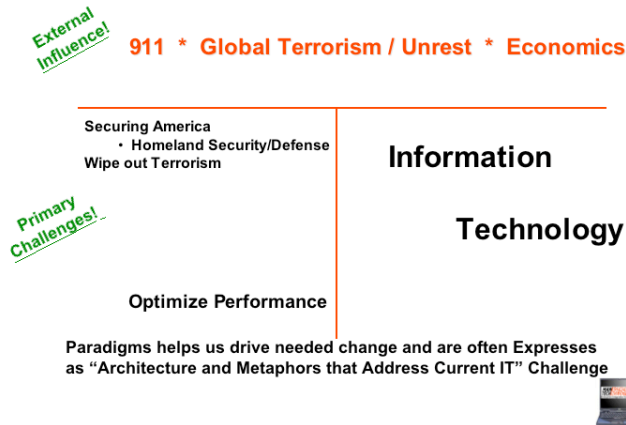 External
Influence!
911 * Global Terrorism / Unrest * Economics
Securing America
• Homeland Security/Defense
Wipe out Terrorism
Information
Primary
Challenges!
Technology
Optimize Performance
Paradigms helps us drive needed change and are often Expresses
as “Architecture and Metaphors that Address Current IT” Challenge